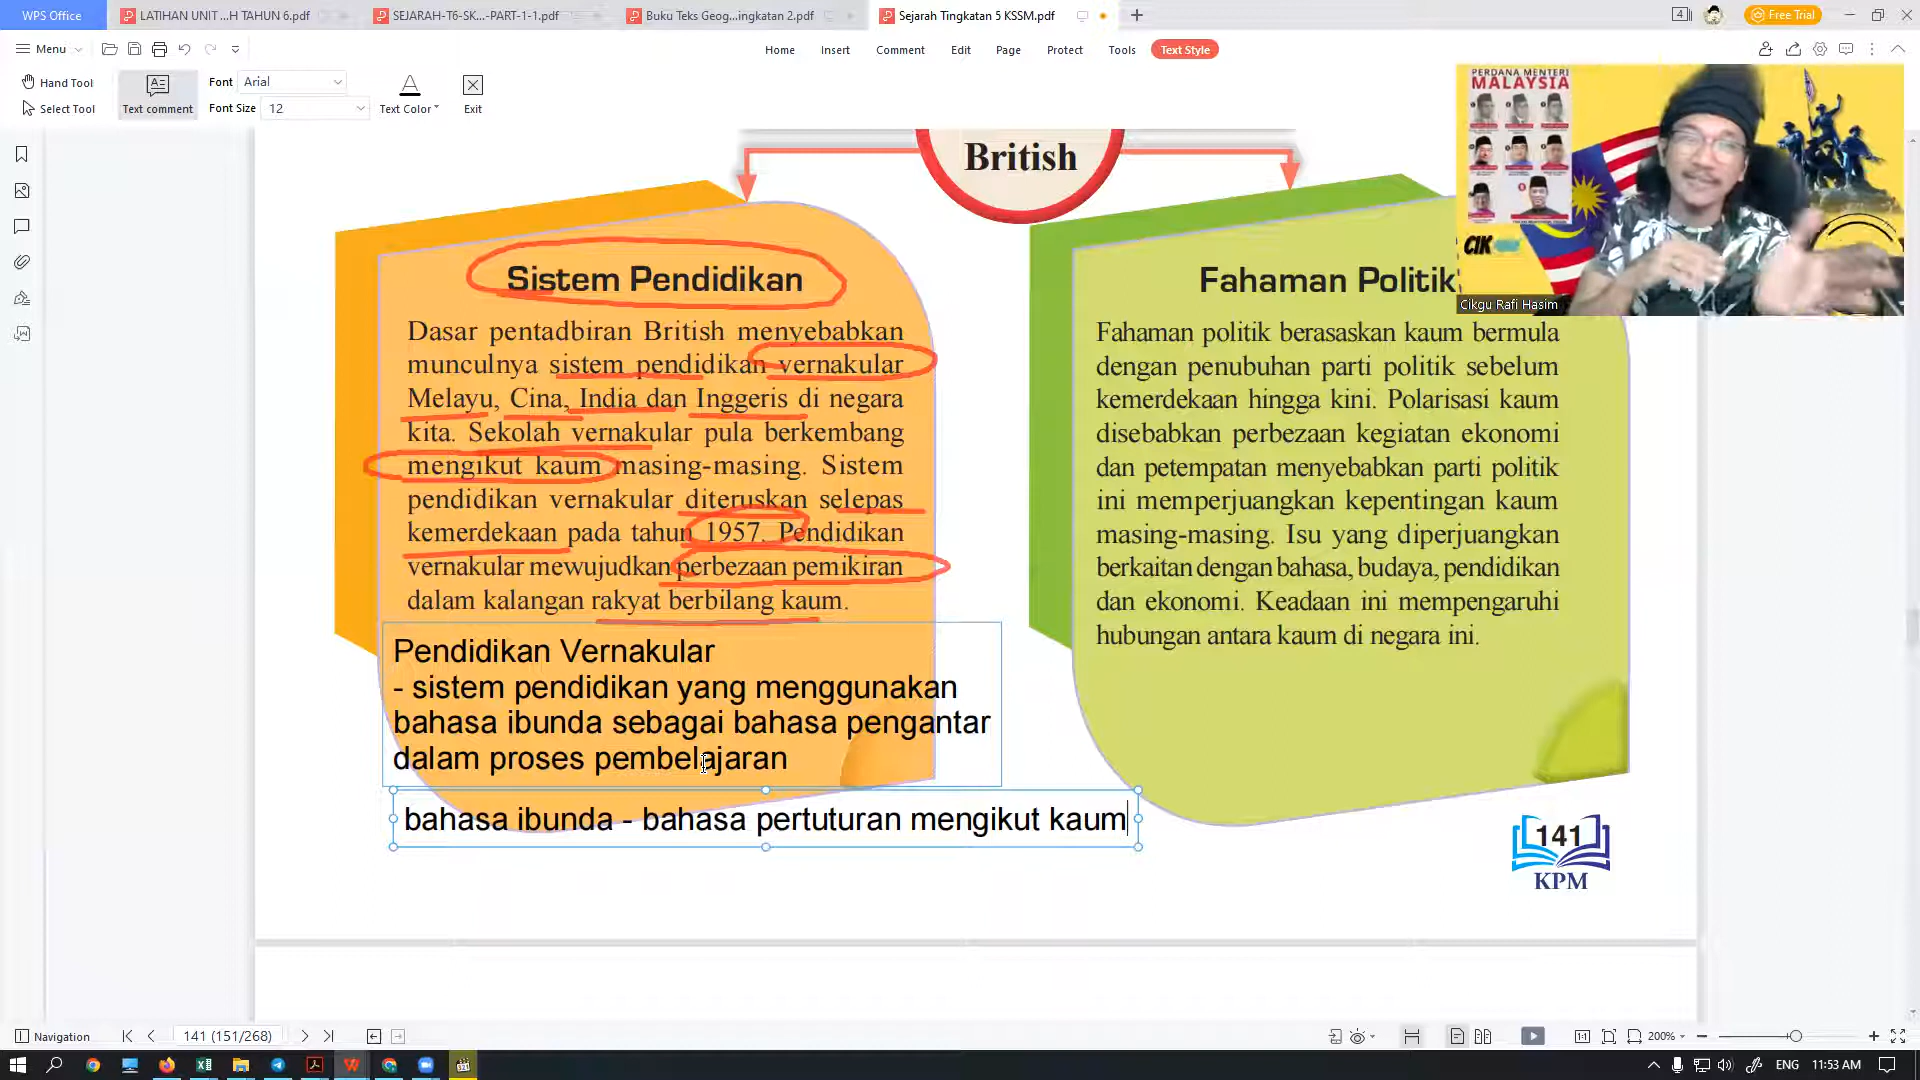 WPS Office
LATIHAN UNIT ...H TAHUN 6.pdf
SEJARAH-T6-SK...-PART-1-1.pdf
Buku Teks Geog...ingkatan 2.pdf
Sejarah Tingkatan 5 KSSM.pdf
4
Free Trial
Menu
Home Insert Comment Edit Page Protect Tools Text Style
Hand Tool
Select Tool
Text comment
Font Arial
Font Size 12
Text Color
Exit
PERDANA MENTERI
MALAYSIA
CIK
Cikgu Rafi Hasim
British
Sistem Pendidikan
Dasar pentadbiran British menyebabkan
munculnya sistem pendidikan vernakular
Melayu, Cina, India dan Inggeris di negara
kita. Sekolah vernakular pula berkembang
mengikut kaum masing-masing. Sistem
pendidikan vernakular diteruskan selepas
kemerdekaan pada tahun 1957. Pendidikan
vernakular mewujudkan perbezaan pemikiran
dalam kalangan rakyat berbilang kaum.
Pendidikan Vernakular
- sistem pendidikan yang menggunakan
bahasa ibunda sebagai bahasa pengantar
dalam proses pembelajaran
bahasa ibunda - bahasa pertuturan mengikut kaum
Fahaman Politik
Fahaman politik berasaskan kaum bermula
dengan penubuhan parti politik sebelum
kemerdekaan hingga kini. Polarisasi kaum
disebabkan perbezaan kegiatan ekonomi
dan petempatan menyebabkan parti politik
ini memperjuangkan kepentingan kaum
masing-masing. Isu yang diperjuangkan
berkaitan dengan bahasa, budaya, pendidikan
dan ekonomi. Keadaan ini mempengaruhi
hubungan antara kaum di negara ini.
141
KPM
Navigation
141 (151/268)
200%
ENG
11:53 AM